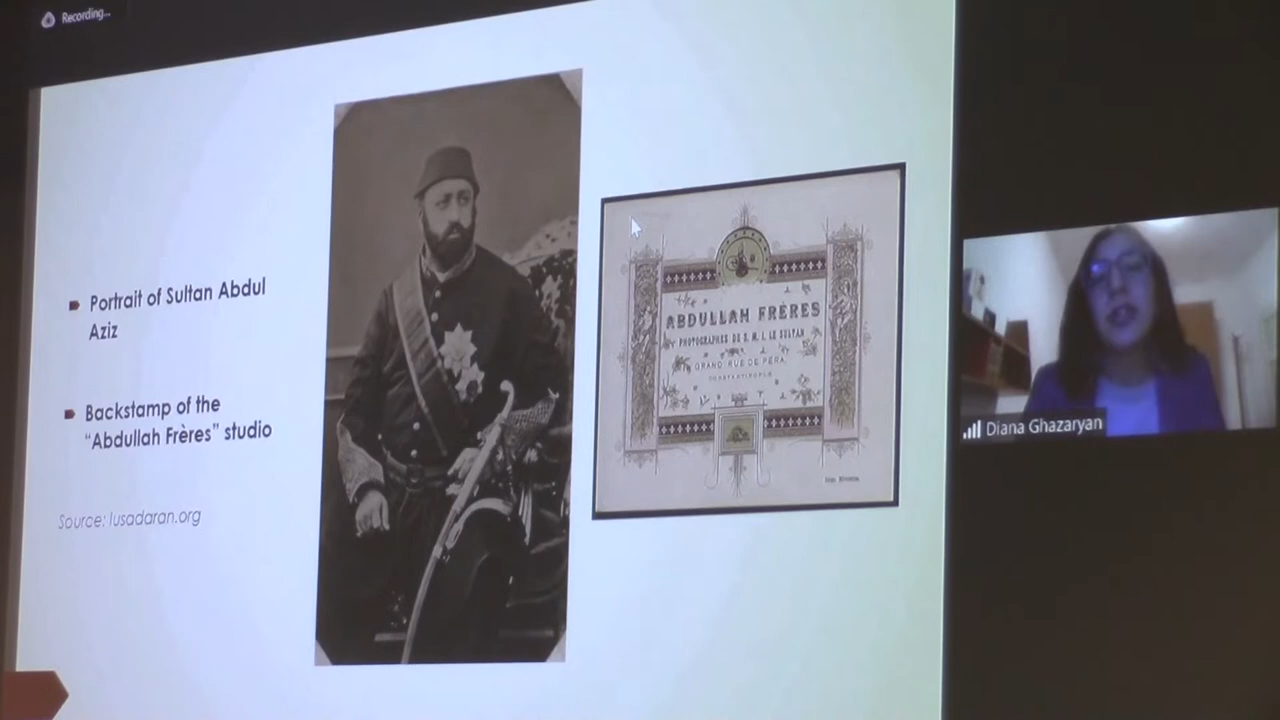 Recording...
Portrait of Sultan Abdul
Aziz
Backstamp of the
“Abdullah Frères” studio
Source: lusadaran.org
ABDULLAH FRÈRES
PHOTOGRAPHES DE S. M. I. LE SULTAN
GRAND RUE DE PERA,
CONSTANTINOPLE
Diana Ghazaryan